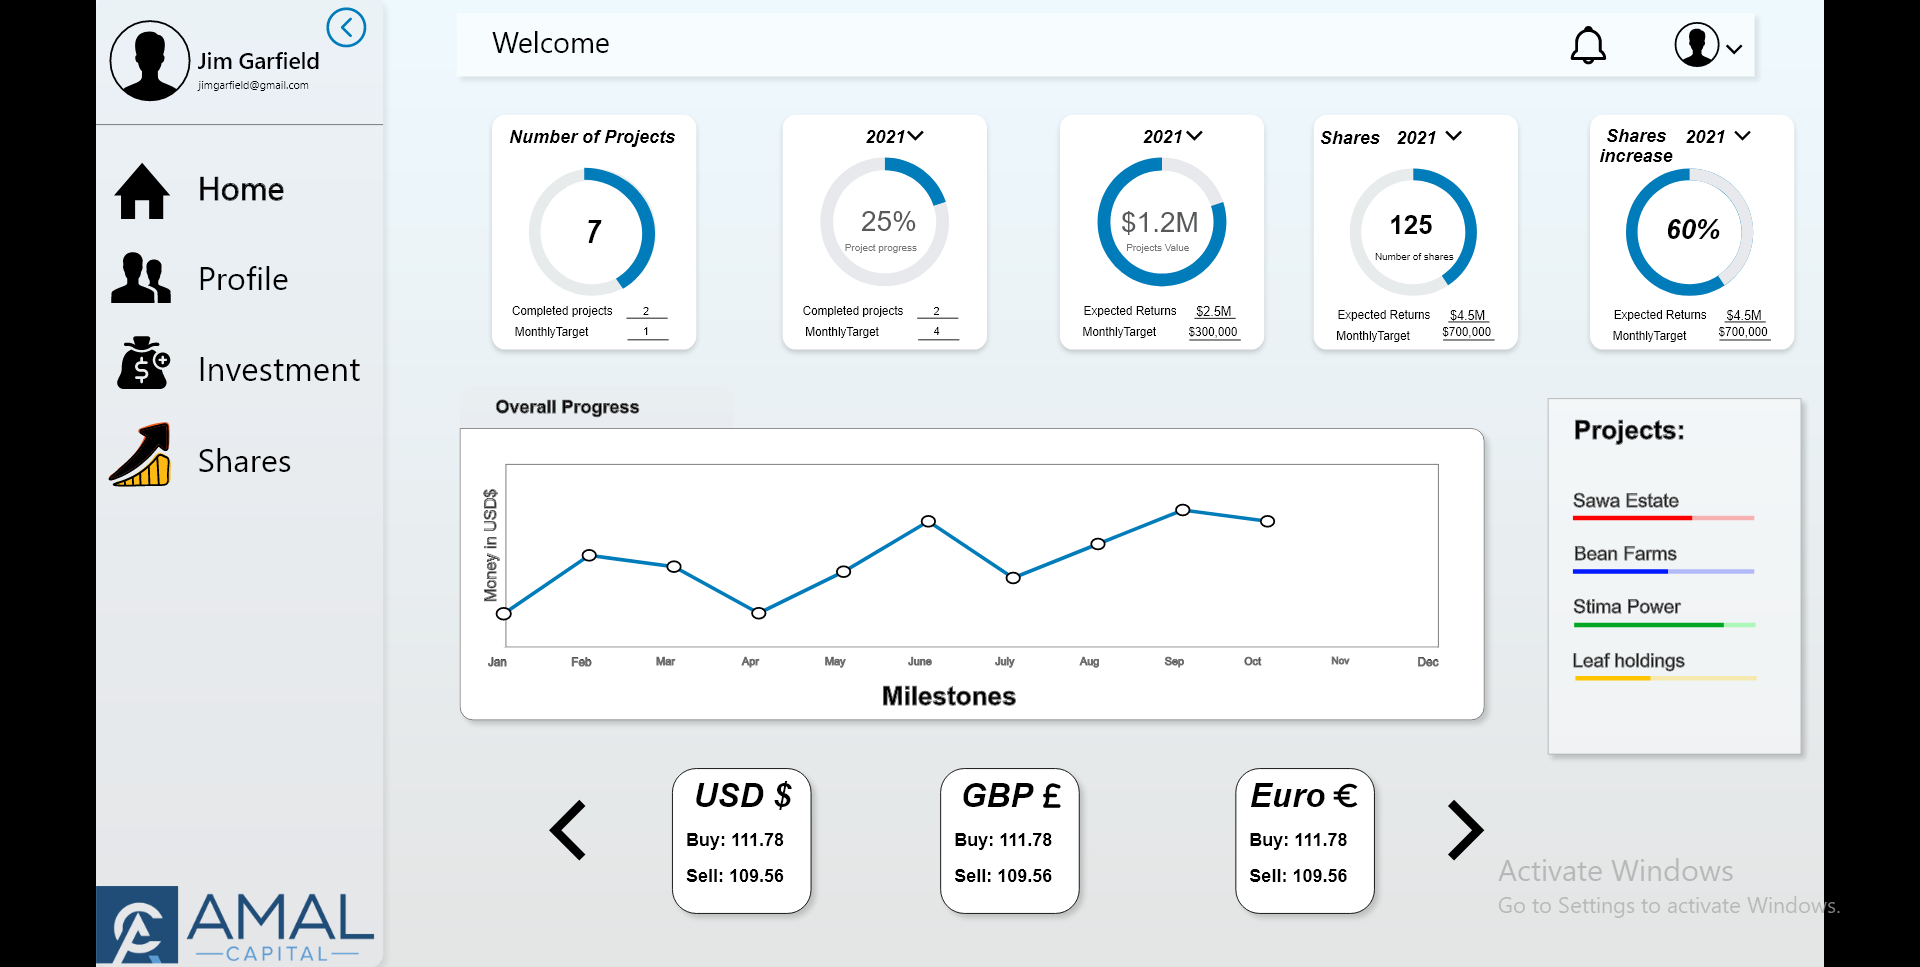 Jim Garfield
jimgarfield@gmail.com
Home
Profile
Investment
Shares
AMAL
CAPITAL
Welcome
Number of Projects
7
Completed projects 2
MonthlyTarget 1
2021
25%
Project progress
Completed projects 2
MonthlyTarget 4
2021
$1.2M
Projects Value
Expected Returns $2.5M
MonthlyTarget $300,000
Shares 2021
125
Number of shares
Expected Returns $4.5M
MonthlyTarget $700,000
Shares 2021
increase
60%
Expected Returns $4.5M
MonthlyTarget $700,000
Overall Progress
Money in USD$
Jan Feb Mar Apr May June July Aug Sep Oct Nov Dec
Milestones
Projects:
Sawa Estate
Bean Farms
Stima Power
Leaf holdings
USD $
Buy: 111.78
Sell: 109.56
GBP £
Buy: 111.78
Sell: 109.56
Euro €
Buy: 111.78
Sell: 109.56
Activate Windows
Go to Settings to activate Windows.